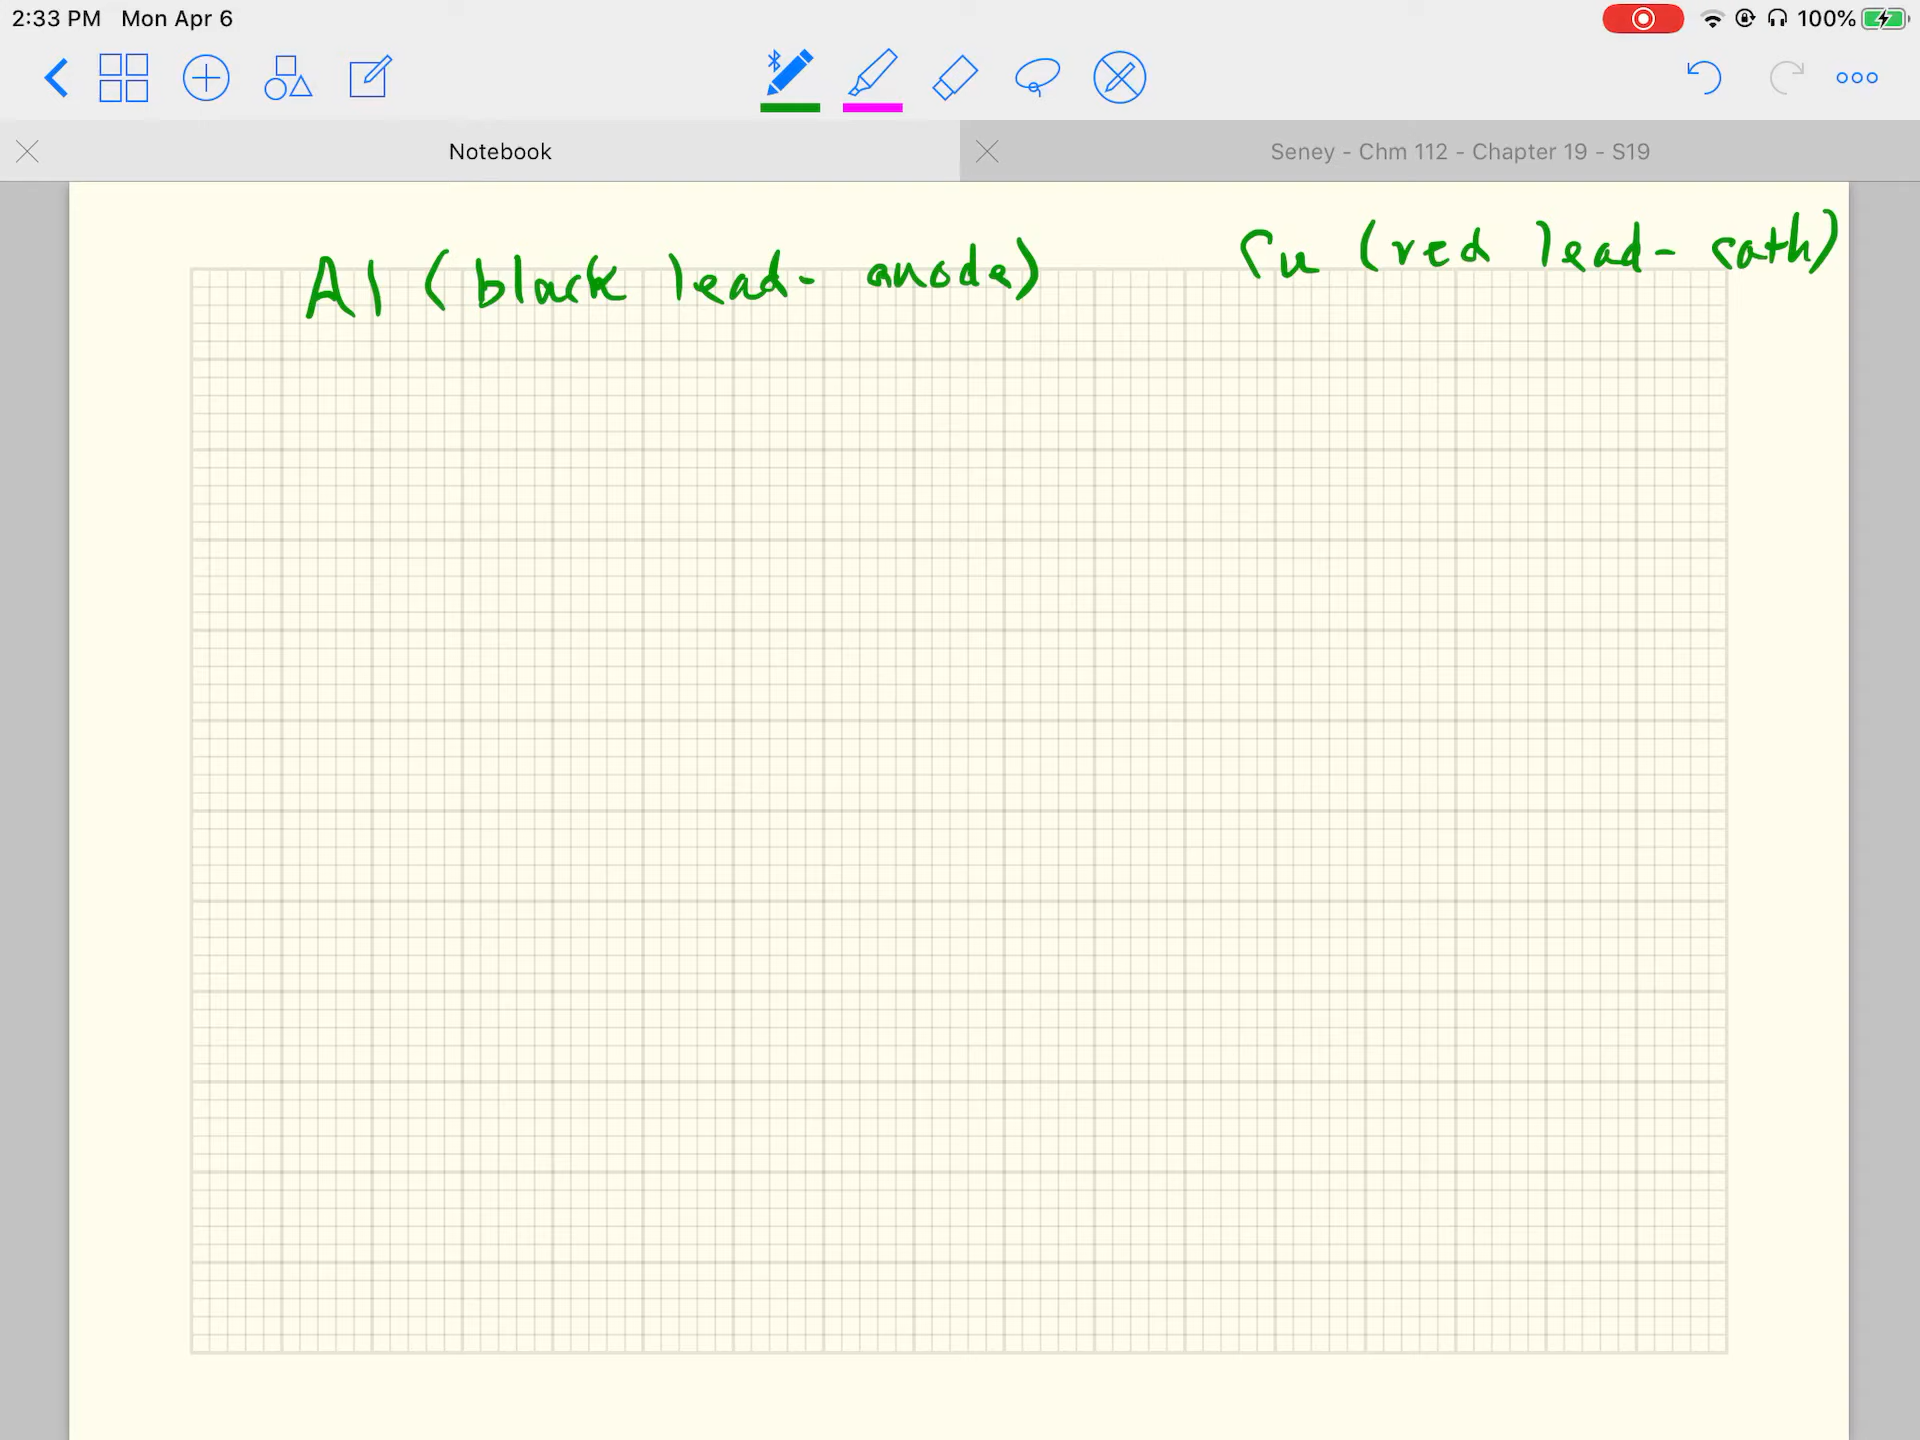 2:33 PM Mon Apr 6 100%
Notebook
Seney - Chm 112 - Chapter 19 - S19
Al (black lead- anode) Cu (red lead- cath)